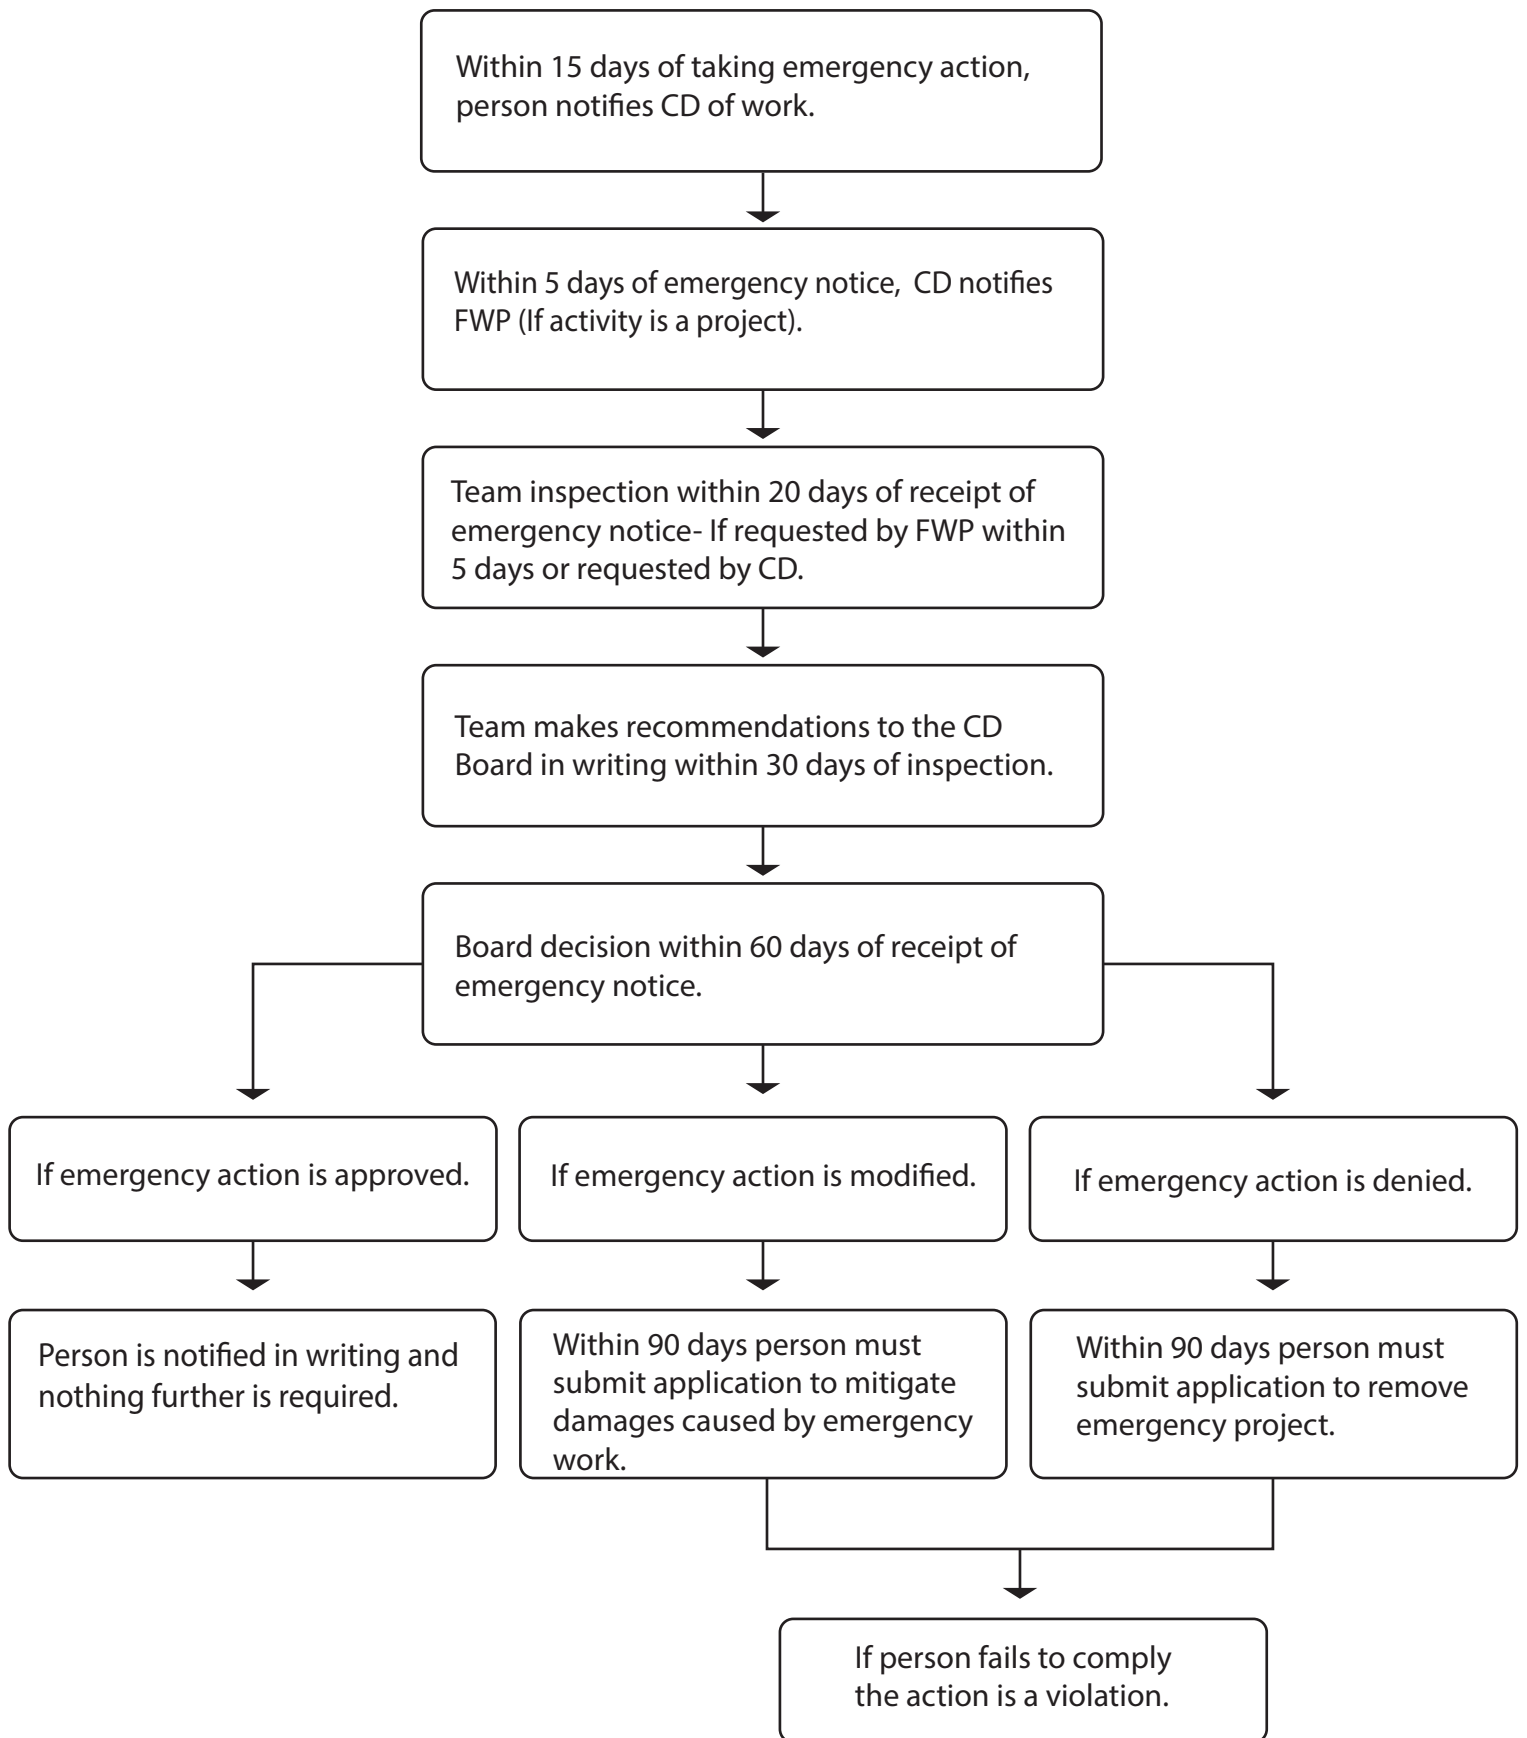 Within 15 days of taking emergency action,
person notifies CD of work.
Within 5 days of emergency notice,  CD notifies
FWP (If activity is a project).
Team inspection within 20 days of receipt of
emergency notice- If requested by FWP within
5 days or requested by CD.
Team makes recommendations to the CD
Board in writing within 30 days of inspection.
Board decision within 60 days of receipt of
emergency notice.
If emergency action is approved.
If emergency action is modified.
If emergency action is denied.
Person is notified in writing and
nothing further is required.
Within 90 days person must
submit application to mitigate
damages caused by emergency
work.
Within 90 days person must
submit application to remove
emergency project.
If person fails to comply
the action is a violation.